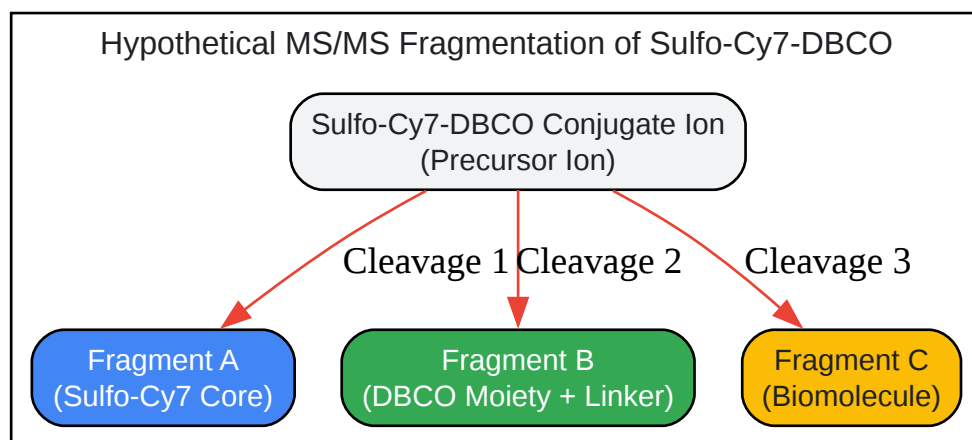 Hypothetical MS/MS Fragmentation of Sulfo-Cy7-DBCO
Sulfo-Cy7-DBCO Conjugate Ion
(Precursor Ion)
Cleavage 1
Cleavage 2
Cleavage 3
Fragment A
(Sulfo-Cy7 Core)
Fragment B
(DBCO Moiety + Linker)
Fragment C
(Biomolecule)